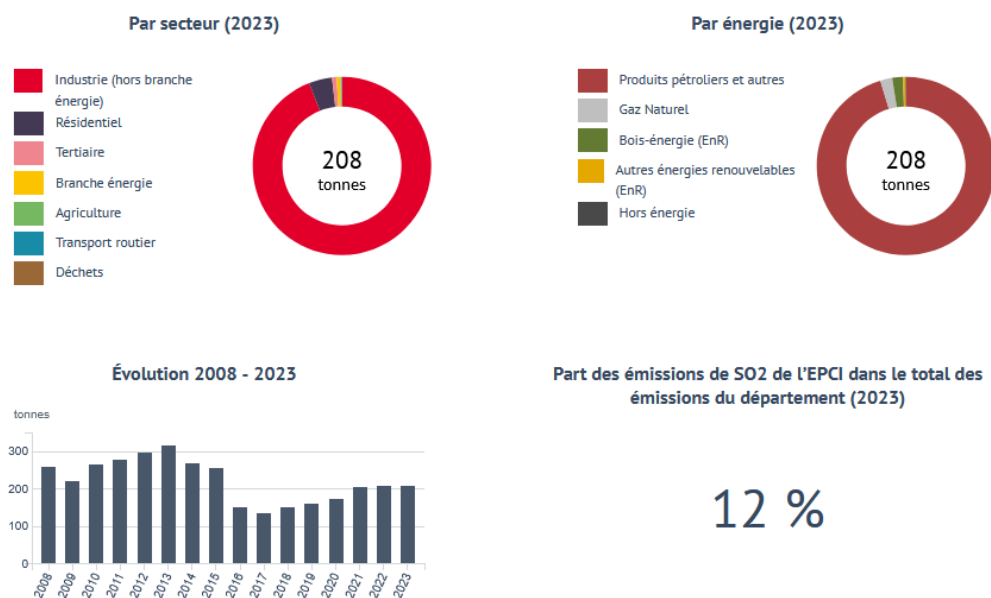 Par secteur (2023)
Industrie (hors branche
énergie)
Résidentiel
Tertiaire
Branche énergie
Agriculture
Transport routier
Déchets
208
tonnes
Par énergie (2023)
Produits pétroliers et autres
Gaz Naturel
Bois-énergie (EnR)
Autres énergies renouvelables
(EnR)
Hors énergie
208
tonnes
Évolution 2008 - 2023
tonnes
300
200
100
0
2008
2009
2010
2011
2012
2013
2014
2015
2016
2017
2018
2019
2020
2021
2022
2023
Part des émissions de SO2 de l’EPCI dans le total des
émissions du département (2023)
12 %